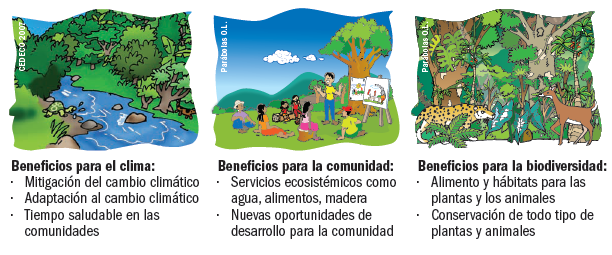 CEDECO 2005
Parábolas O.L.
Parábolas O.L.
Beneficios para el clima:
· Mitigación del cambio climático
· Adaptación al cambio climático
· Tiempo saludable en las
comunidades
Beneficios para la comunidad:
· Servicios ecosistémicos como
agua, alimentos, madera
· Nuevas oportunidades de
desarrollo para la comunidad
Beneficios para la biodiversidad:
· Alimento y hábitats para las
plantas y los animales
· Conservación de todo tipo de
plantas y animales